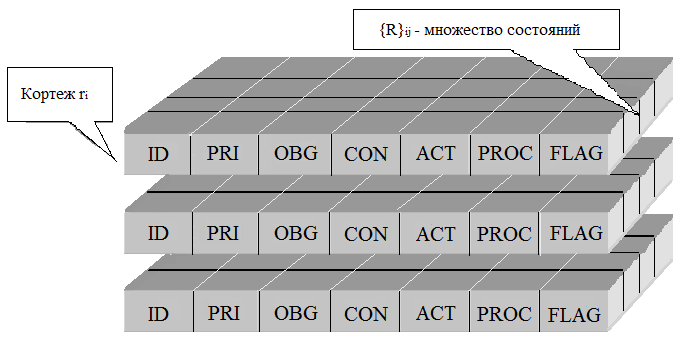 {R}ij - множество состояний
Кортеж ri
ID PRI OBG CON ACT PROC FLAG
ID PRI OBG CON ACT PROC FLAG
ID PRI OBG CON ACT PROC FLAG